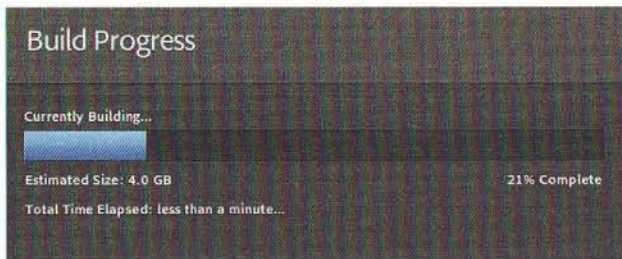 Build Progress
Currently Building...
Estimated Size: 4.0 GB
21% Complete
Total Time Elapsed: less than a minute...